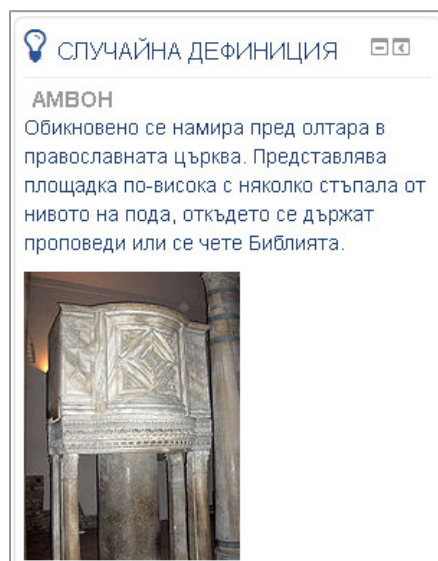 СЛУЧАЙНА ДЕФИНИЦИЯ
АМВОН
Обикновено се намира пред олтара в
православната църква. Представлява
площадка по-висока с няколко стъпала от
нивото на пода, откъдето се държат
проповеди или се чете Библията.